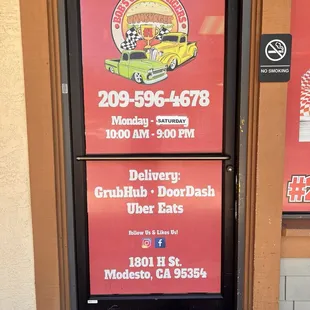 209-596-4678
Monday - SATURDAY
10:00 AM - 9:00 PM
Delivery:
GrubHub • DoorDash
Uber Eats
Follow Us & Likes Us!
1801 H St.
Modesto, CA 95354
NO SMOKING
#